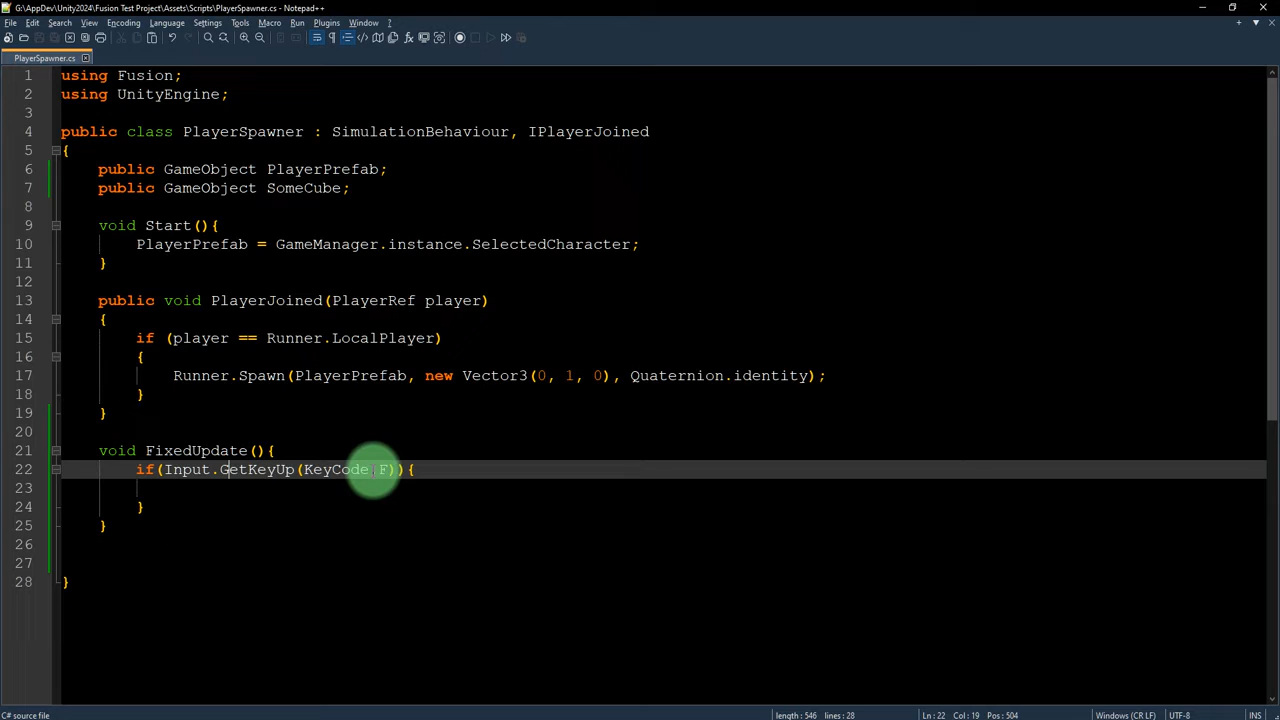 G:\AppDev\Unity2024\Fusion Test Project\Assets\Scripts\PlayerSpawner.cs - Notepad++
File Edit Search View Encoding Language Settings Tools Macro Run Plugins Window ?
PlayerSpawner.cs
1 using Fusion;
2 using UnityEngine;
3
4 public class PlayerSpawner : SimulationBehaviour, IPlayerJoined
5 {
6 public GameObject PlayerPrefab;
7 public GameObject SomeCube;
8
9 void Start(){
10 PlayerPrefab = GameManager.instance.SelectedCharacter;
11 }
12
13 public void PlayerJoined(PlayerRef player)
14 {
15 if (player == Runner.LocalPlayer)
16 {
17 Runner.Spawn(PlayerPrefab, new Vector3(0, 1, 0), Quaternion.identity);
18 }
19 }
20
21 void FixedUpdate(){
22 if(Input.GetKeyUp(KeyCode.F)){
23
24 }
25 }
26
27
28 }
C# source file length : 546 lines : 28 Ln : 22 Col : 19 Pos : 504 Windows (CR LF) UTF-8 INS